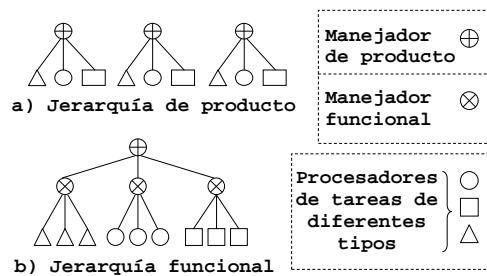 Manejador
de producto
a) Jerarquía de producto
Manejador
funcional
Procesadores
de tareas de
diferentes
tipos
b) Jerarquía funcional